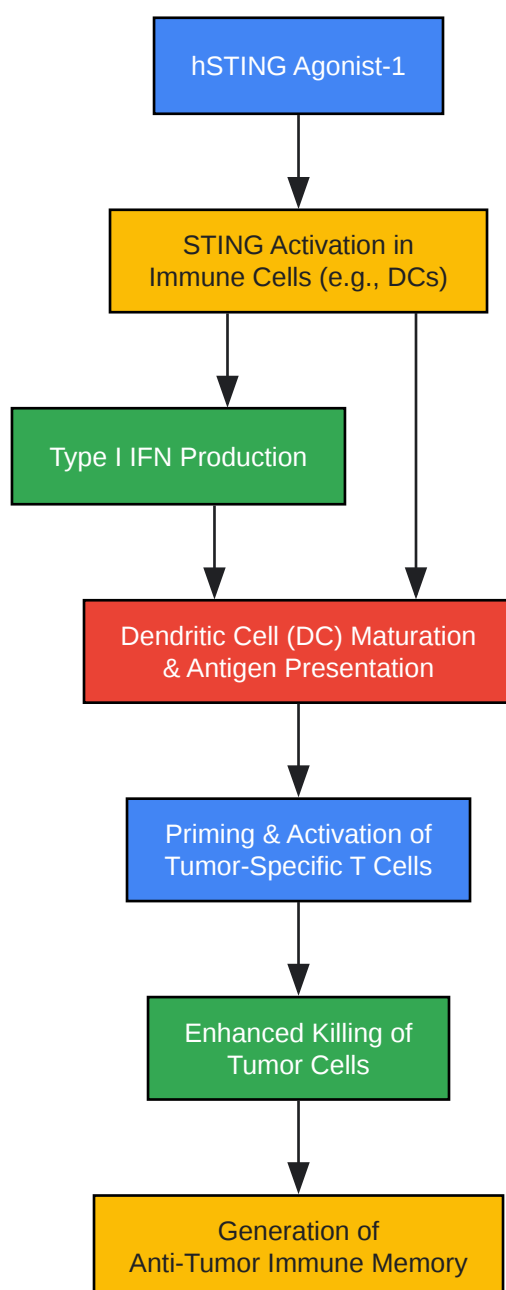 hSTING Agonist-1
STING Activation in
Immune Cells (e.g., DCs)
Type I IFN Production
Dendritic Cell (DC) Maturation
& Antigen Presentation
Priming & Activation of
Tumor-Specific T Cells
Enhanced Killing of
Tumor Cells
Generation of
Anti-Tumor Immune Memory